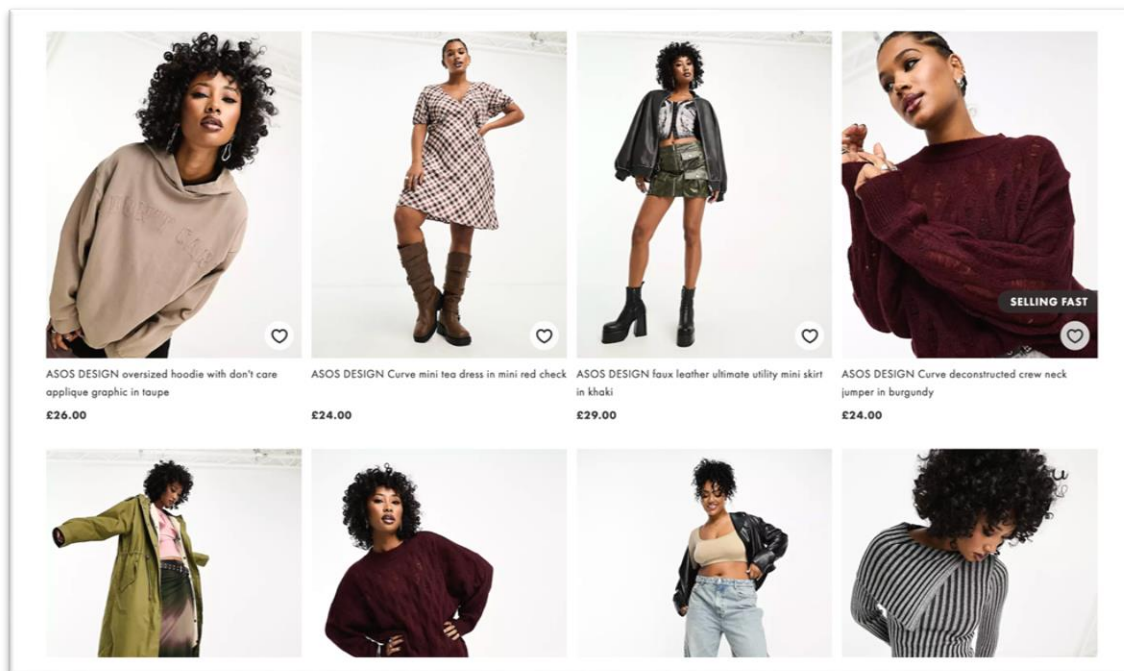 SELLING FAST
ASOS DESIGN oversized hoodie with don't care
applique graphic in taupe
£26.00
ASOS DESIGN Curve mini tea dress in mini red check
£24.00
ASOS DESIGN faux leather ultimate utility mini skirt
in khaki
£29.00
ASOS DESIGN Curve deconstructed crew neck
jumper in burgundy
£24.00